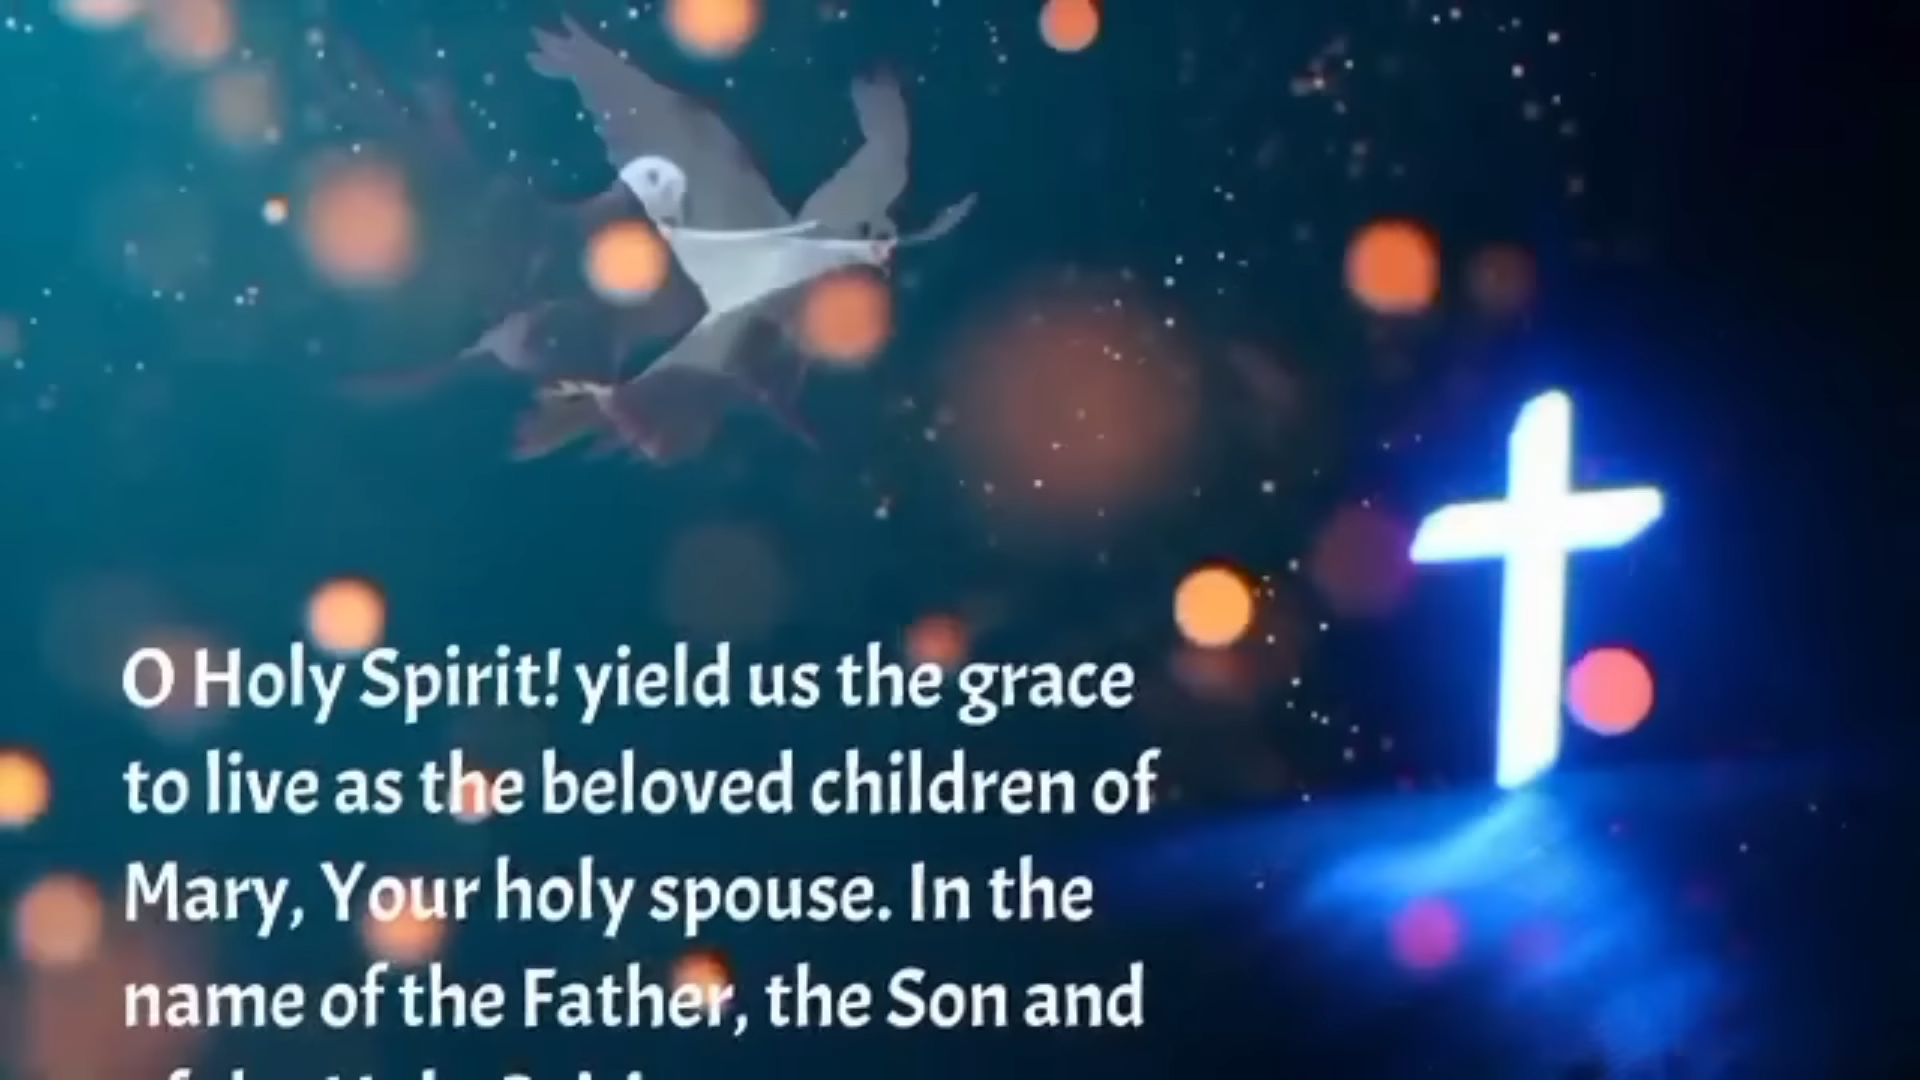 O Holy Spirit! yield us the grace
to live as the beloved children of
Mary, Your holy spouse. In the
name of the Father, the Son and